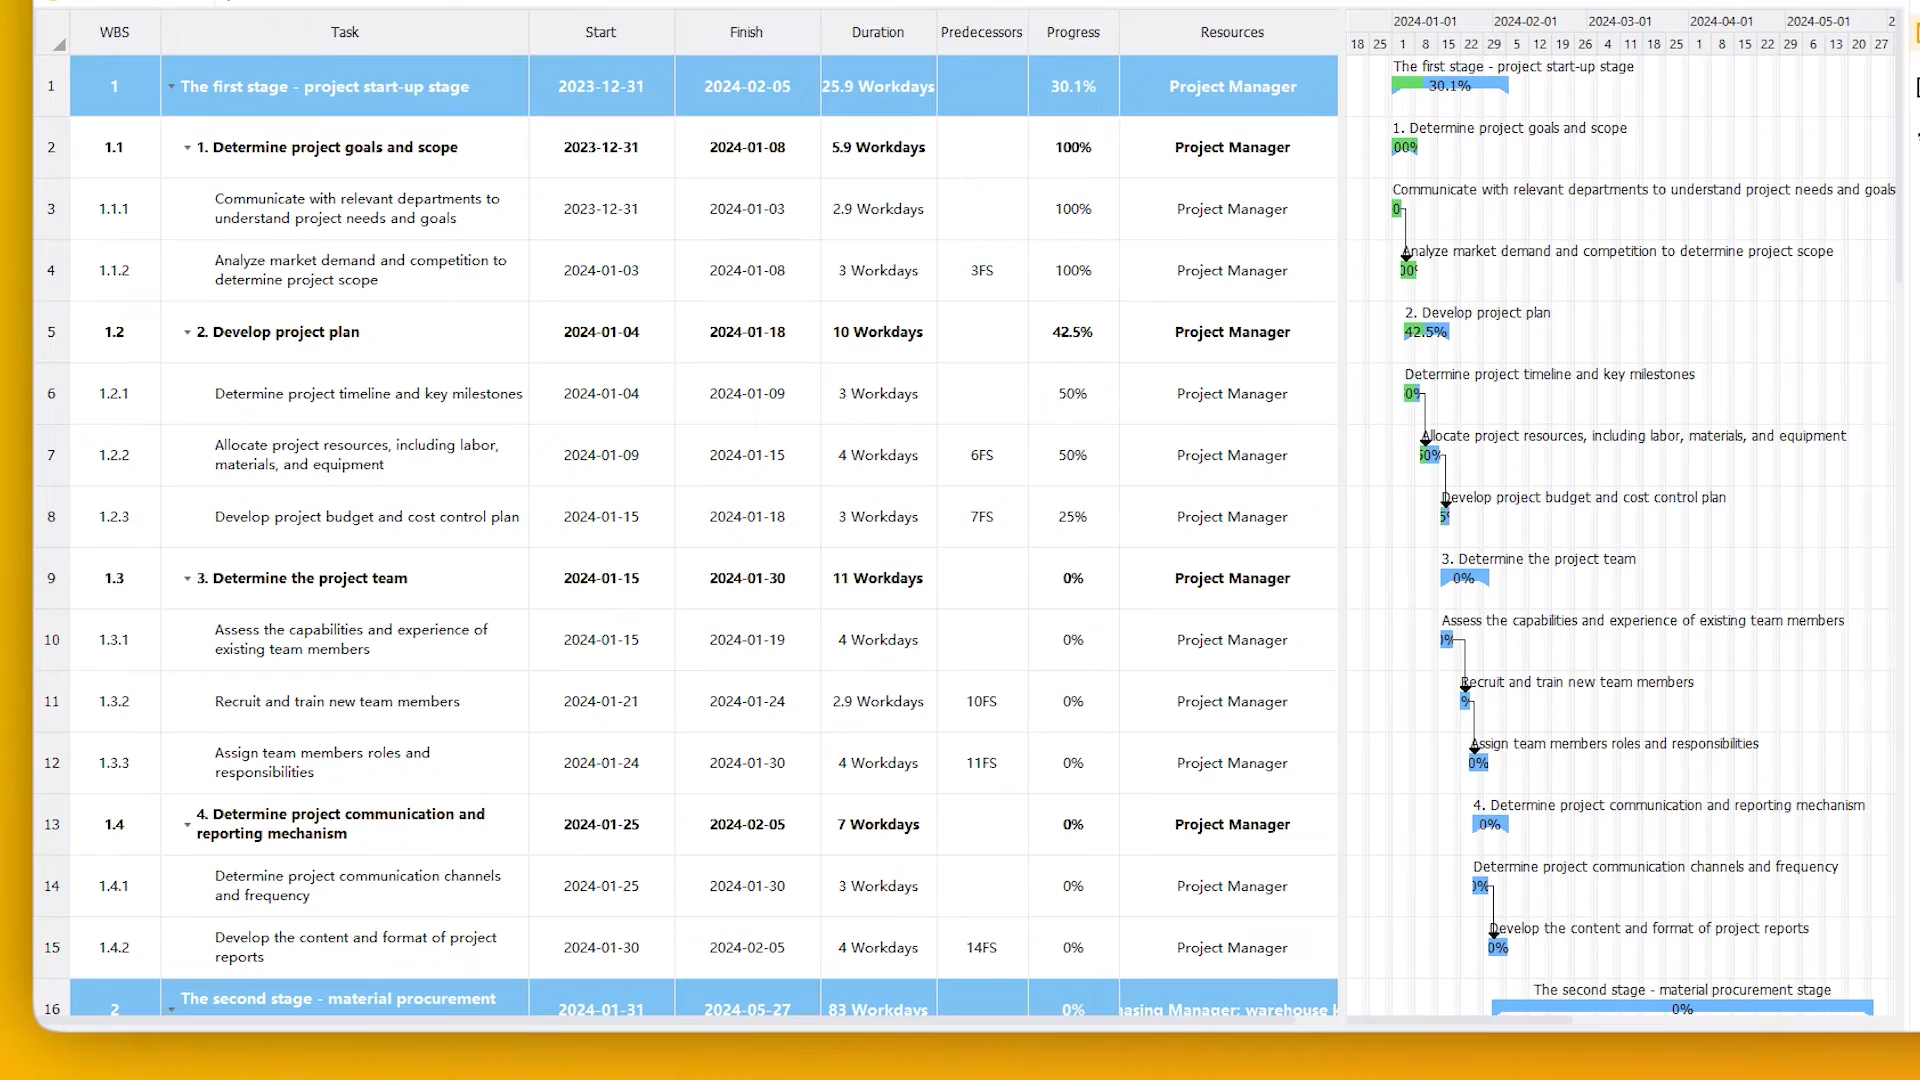 WBS Task Start Finish Duration Predecessors Progress Resources
1 1 The first stage - project start-up stage 2023-12-31 2024-02-05 25.9 Workdays 30.1% Project Manager
2 1.1 1. Determine project goals and scope 2023-12-31 2024-01-08 5.9 Workdays 100% Project Manager
3 1.1.1 Communicate with relevant departments to 2023-12-31 2024-01-03 2.9 Workdays 100% Project Manager
understand project needs and goals
4 1.1.2 Analyze market demand and competition to 2024-01-03 2024-01-08 3 Workdays 3FS 100% Project Manager
determine project scope
5 1.2 2. Develop project plan 2024-01-04 2024-01-18 10 Workdays 42.5% Project Manager
6 1.2.1 Determine project timeline and key milestones 2024-01-04 2024-01-09 3 Workdays 50% Project Manager
7 1.2.2 Allocate project resources, including labor, 2024-01-09 2024-01-15 4 Workdays 6FS 50% Project Manager
materials, and equipment
8 1.2.3 Develop project budget and cost control plan 2024-01-15 2024-01-18 3 Workdays 7FS 25% Project Manager
9 1.3 3. Determine the project team 2024-01-15 2024-01-30 11 Workdays 0% Project Manager
10 1.3.1 Assess the capabilities and experience of 2024-01-15 2024-01-19 4 Workdays 0% Project Manager
existing team members
11 1.3.2 Recruit and train new team members 2024-01-21 2024-01-24 2.9 Workdays 10FS 0% Project Manager
12 1.3.3 Assign team members roles and 2024-01-24 2024-01-30 4 Workdays 11FS 0% Project Manager
responsibilities
13 1.4 4. Determine project communication and 2024-01-25 2024-02-05 7 Workdays 0% Project Manager
reporting mechanism
14 1.4.1 Determine project communication channels 2024-01-25 2024-01-30 3 Workdays 0% Project Manager
and frequency
15 1.4.2 Develop the content and format of project 2024-01-30 2024-02-05 4 Workdays 14FS 0% Project Manager
reports
16 2 The second stage - material procurement 2024-01-31 2024-05-27 83 Workdays 0% Manager; warehouse
2024-01-01 2024-02-01 2024-03-01 2024-04-01 2024-05-01
18 25 1 8 15 22 29 5 12 19 26 4 11 18 25 1 8 15 22 29 6 13 20 27
The first stage - project start-up stage
30.1%
1. Determine project goals and scope
Communicate with relevant departments to understand project needs and goals
Analyze market demand and competition to determine project scope
2. Develop project plan
42.5%
Determine project timeline and key milestones
Allocate project resources, including labor, materials, and equipment
Develop project budget and cost control plan
3. Determine the project team
0%
Assess the capabilities and experience of existing team members
Recruit and train new team members
Assign team members roles and responsibilities
0%
4. Determine project communication and reporting mechanism
0%
Determine project communication channels and frequency
Develop the content and format of project reports
0%
The second stage - material procurement stage
0%